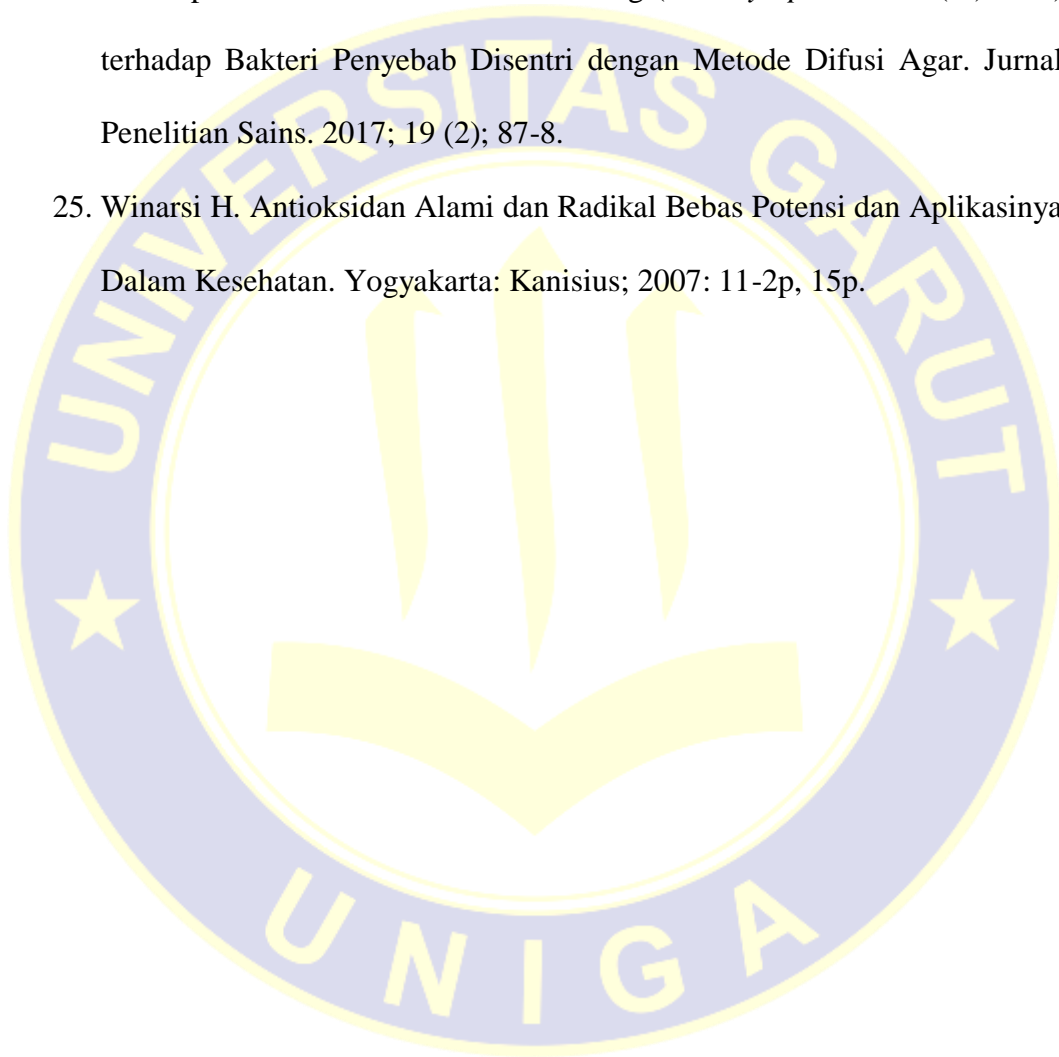 terhadap Bakteri Penyebab Disentri dengan Metode Difusi Agar. Jurnal
Penelitian Sains. 2017; 19 (2); 87-8.
25. Winarsi H. Antioksidan Alami dan Radikal Bebas Potensi dan Aplikasinya
Dalam Kesehatan. Yogyakarta: Kanisius; 2007: 11-2p, 15p.
UNIVERSITAS GARUT
UNIGA